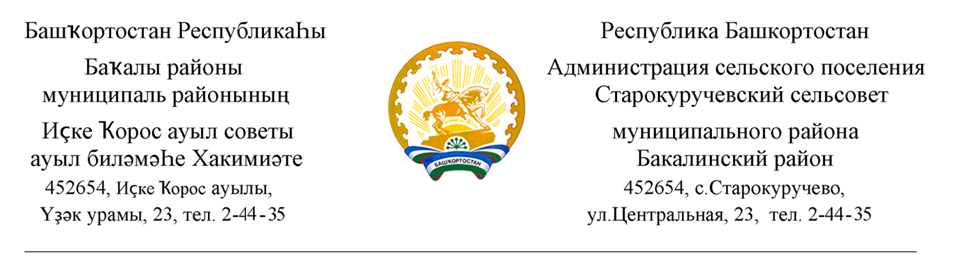 Башҡортостан Республикаһы
Баҡалы районы
муниципаль районының
Иҫке Ҡорос ауыл советы
ауыл биләмәһе Хакимиәте
452654, Иҫке Ҡорос ауылы,
Үҙәк урамы, 23, тел. 2-44-35
БАШҠОРТОСТАН
Республика Башкортостан
Администрация сельского поселения
Старокуручевский сельсовет
муниципального района
Бакалинский район
452654, с.Старокуручево,
ул.Центральная, 23, тел. 2-44-35